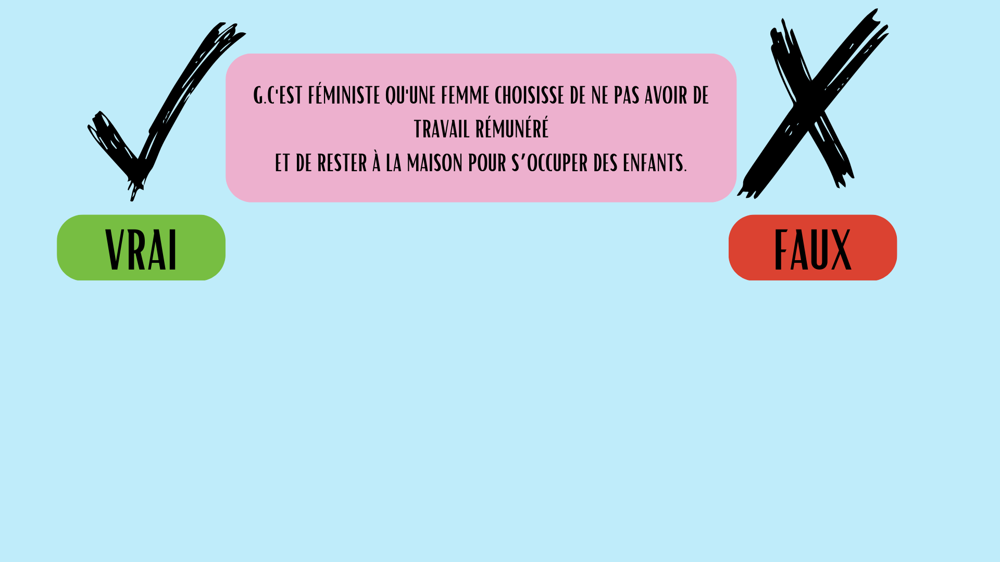 G.C'EST FÉMINISTE QU'UNE FEMME CHOISISSE DE NE PAS AVOIR DE
TRAVAIL RÉMUNÉRÉ
ET DE RESTER À LA MAISON POUR S’OCCUPER DES ENFANTS.
VRAI
FAUX